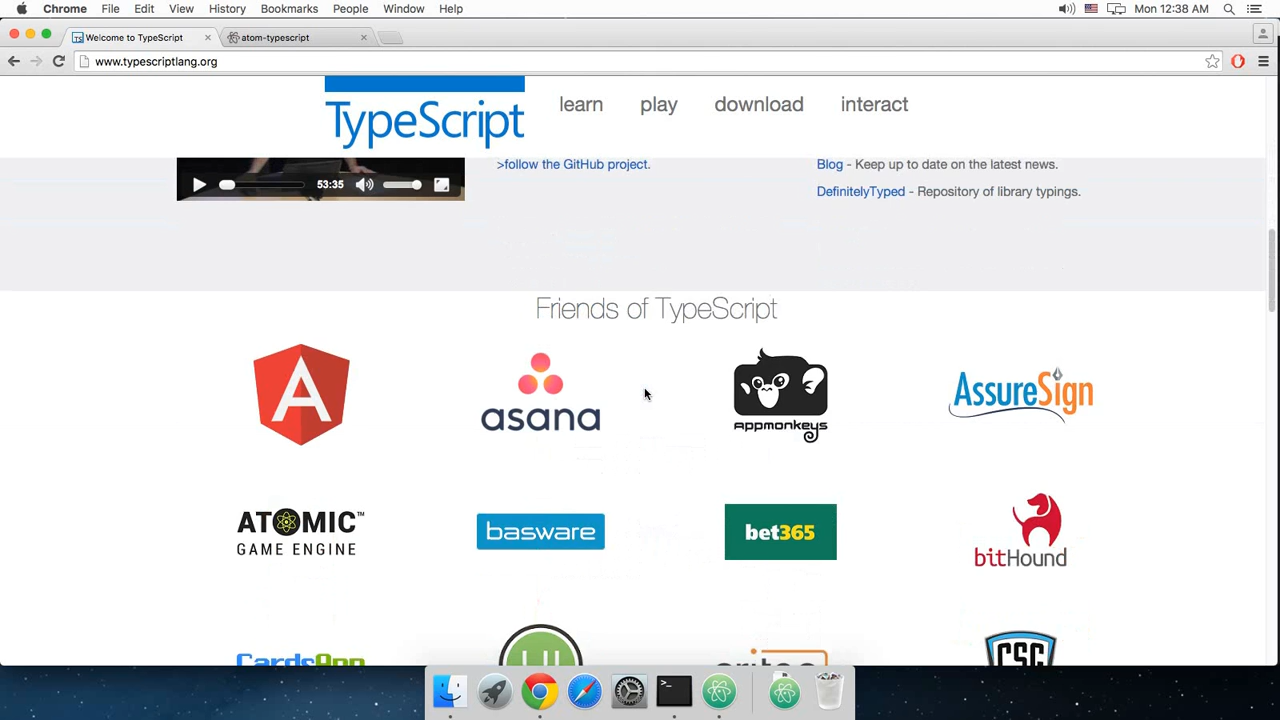 Chrome File Edit View History Bookmarks People Window Help Mon 12:38 AM
Welcome to TypeScript atom-typescript
www.typescriptlang.org
TypeScript learn play download interact
>follow the GitHub project. Blog - Keep up to date on the latest news.
53:35
DefinitelyTyped - Repository of library typings.
Friends of TypeScript
A
asana
appmonkeys
AssureSign
ATOMIC™
GAME ENGINE
basware
bet365
bitHound
CardsApp
CSC